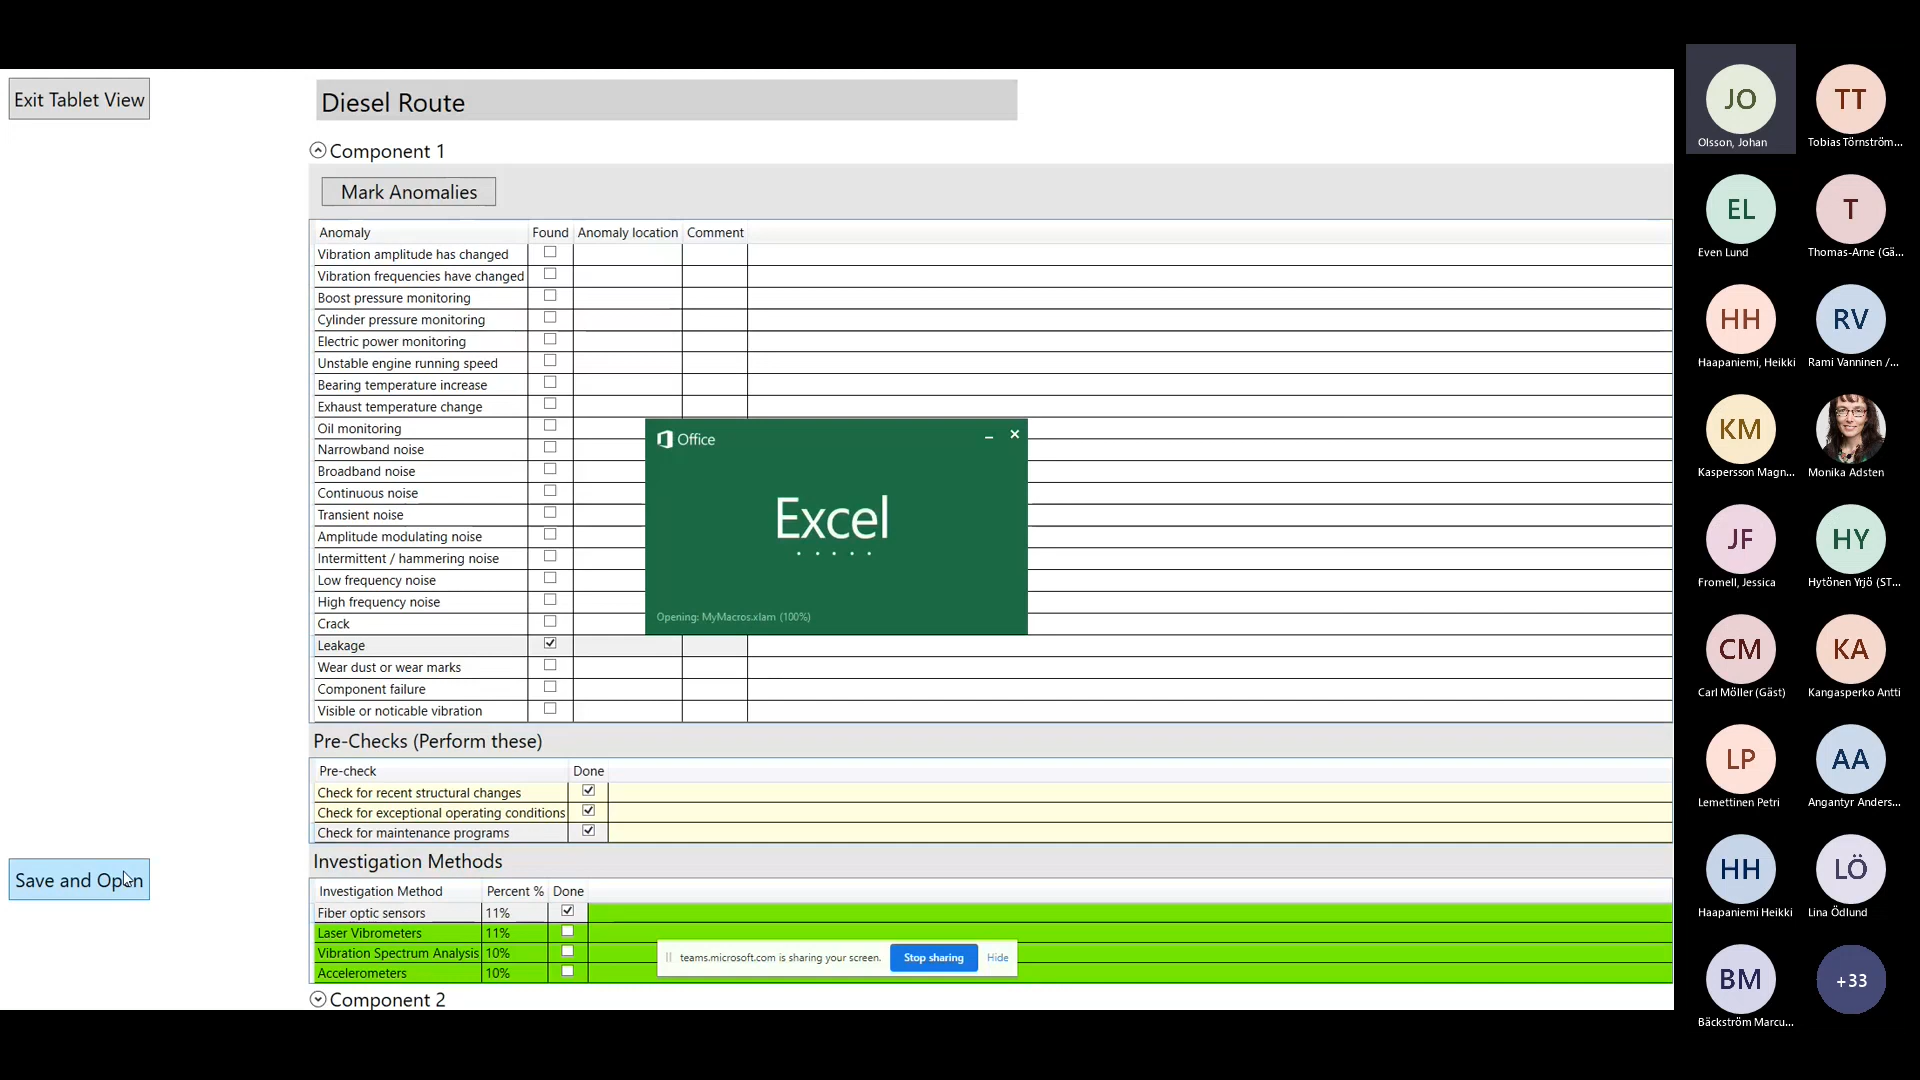 Exit Tablet View
Diesel Route
Component 1
Mark Anomalies
Anomaly Found Anomaly location Comment
Vibration amplitude has changed
Vibration frequencies have changed
Boost pressure monitoring
Cylinder pressure monitoring
Electric power monitoring
Unstable engine running speed
Bearing temperature increase
Exhaust temperature change
Oil monitoring
Narrowband noise
Broadband noise
Continuous noise
Transient noise
Amplitude modulating noise
Intermittent / hammering noise
Low frequency noise
High frequency noise
Crack
Leakage
Wear dust or wear marks
Component failure
Visible or noticable vibration
Office
Excel
Opening: MyMacros.xlam (100%)
Pre-Checks (Perform these)
Pre-check Done
Check for recent structural changes
Check for exceptional operating conditions
Check for maintenance programs
Save and Open
Investigation Methods
Investigation Method Percent % Done
Fiber optic sensors 11%
Laser Vibrometers 11%
Vibration Spectrum Analysis 10%
Accelerometers 10%
teams.microsoft.com is sharing your screen. Stop sharing Hide
Component 2
JO TT
Olsson, Johan Tobias Törnström...
EL T
Even Lund Thomas-Arne (Gä...
HH RV
Haapaniemi, Heikki Rami Vanninen /...
KM
Kaspersson Magn... Monika Adsten
JF HY
Fromell, Jessica Hytönen Yrjö (ST...
CM KA
Carl Möller (Gäst) Kangasperko Antti
LP AA
Lemettinen Petri Angantyr Anders...
HH LÖ
Haapaniemi Heikki Lina Ödlund
BM +33
Bäckström Marcu...